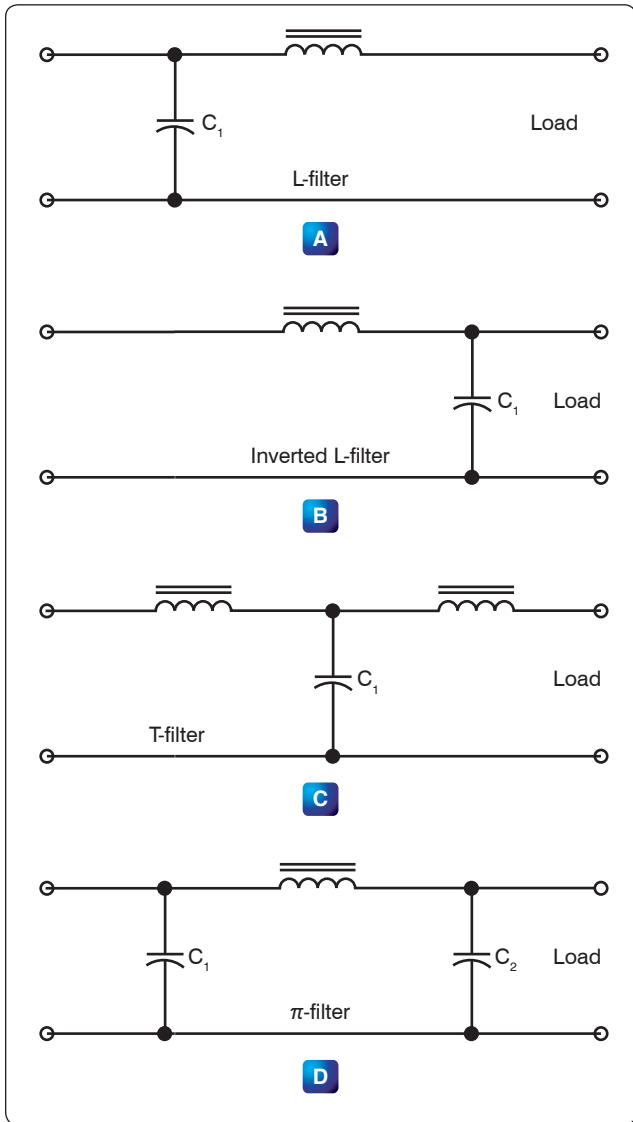 C₁
Load
L-filter
A
C₁
Load
Inverted L-filter
B
C₁
Load
T-filter
C
C₁
C₂
Load
π-filter
D